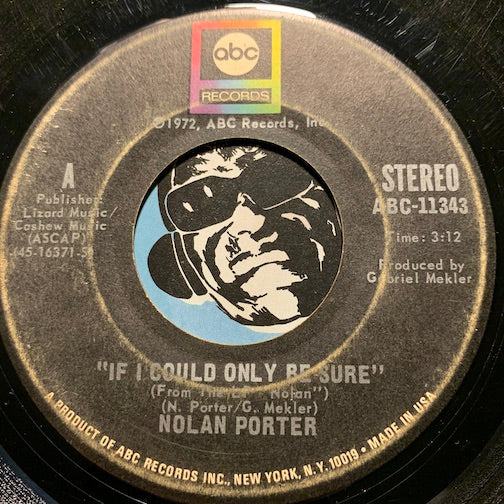 abc
RECORDS
©1972, ABC Records, Inc.
A
Publisher:
Lizard Music/
Cashew Music
(ASCAP)
(45-16371-S)
STEREO
ABC-11343
Time: 3:12
Produced by
Gabriel Mekler
"IF I COULD ONLY BE SURE"
(From The LP "Nolan")
(N. Porter/G. Mekler)
NOLAN PORTER
A PRODUCT OF ABC RECORDS INC., NEW YORK, N.Y. 10019 • MADE IN USA